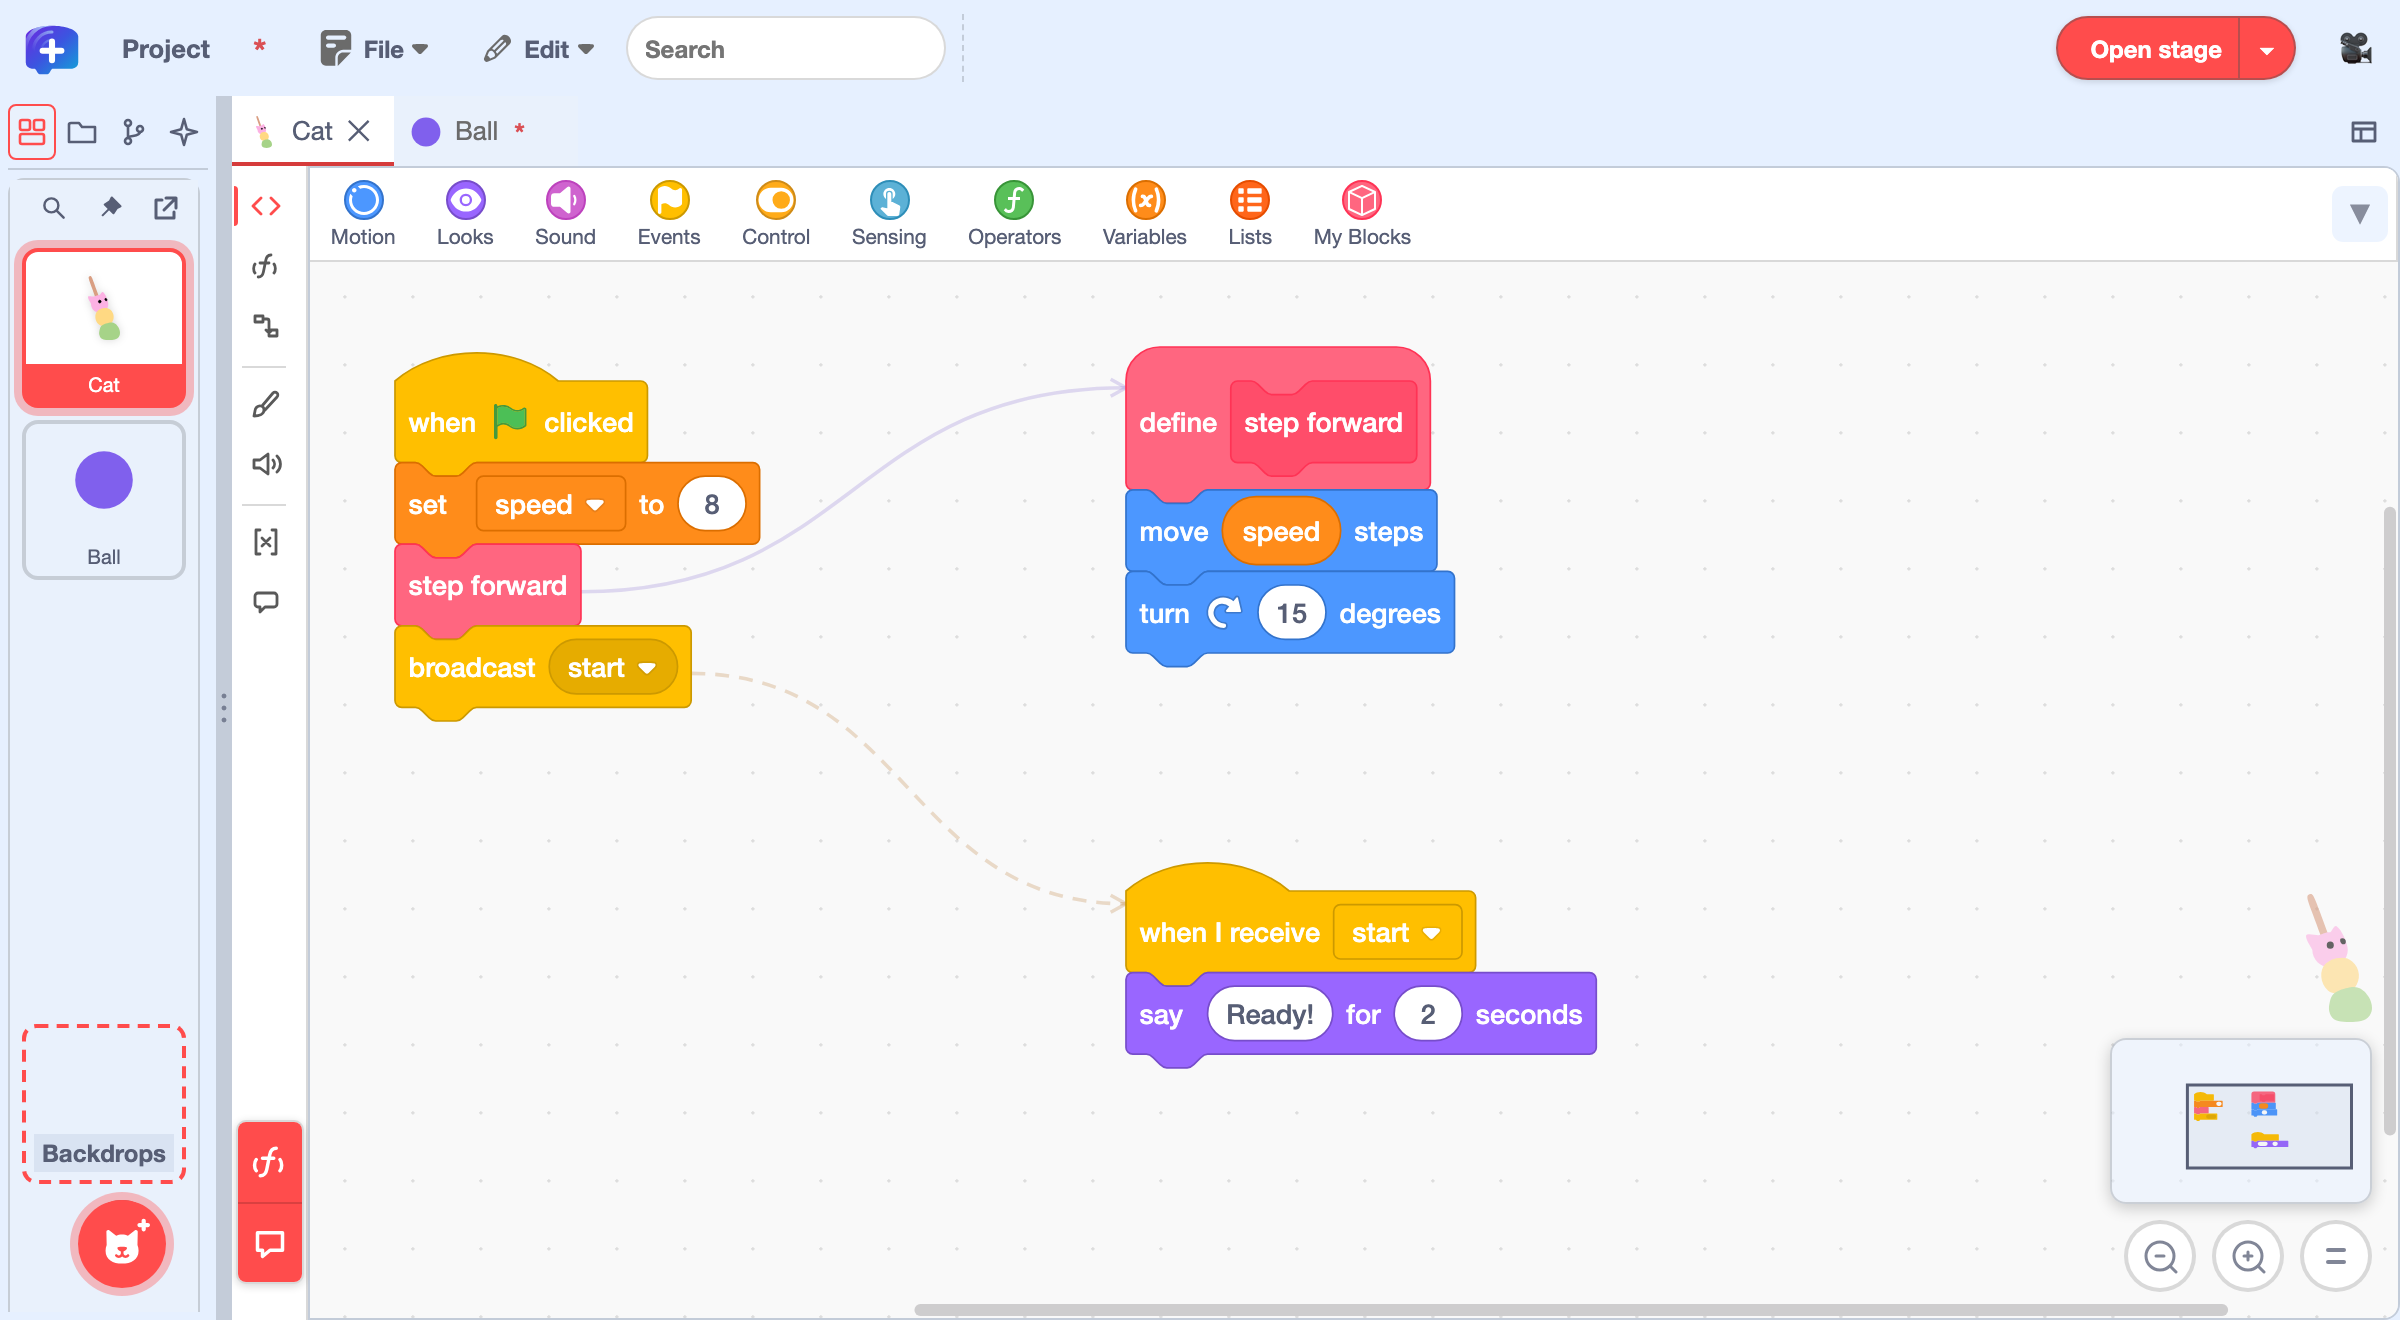 Project *
File
Edit
Search
Open stage
Cat
Ball *
Motion
Looks
Sound
Events
Control
Sensing
Operators
Variables
Lists
My Blocks
Cat
Ball
Backdrops
when clicked
set speed to 8
step forward
broadcast start
define step forward
move speed steps
turn 15 degrees
when I receive start
say Ready! for 2 seconds